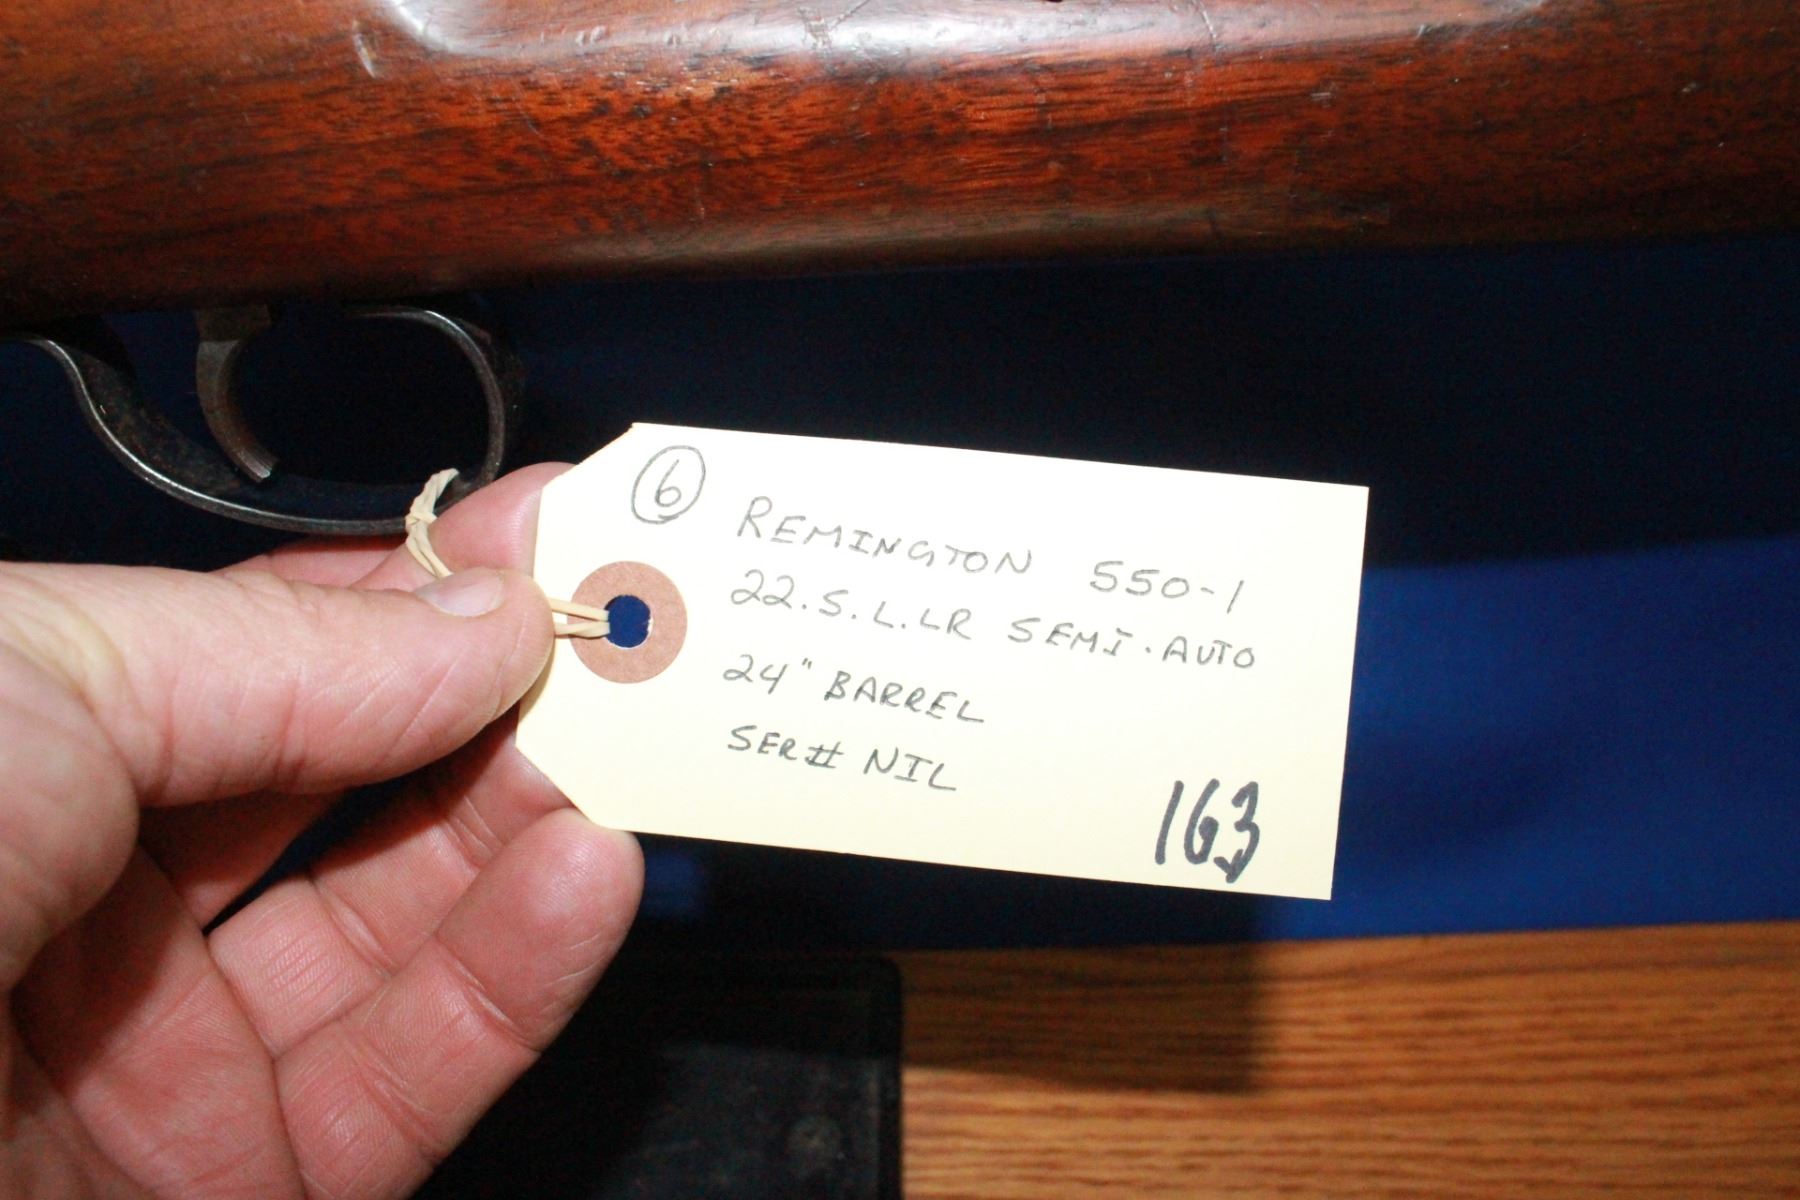 6
REMINGTON 550-1
22.S.L.LR SEMI.AUTO
24" BARREL
SER# NIL
163